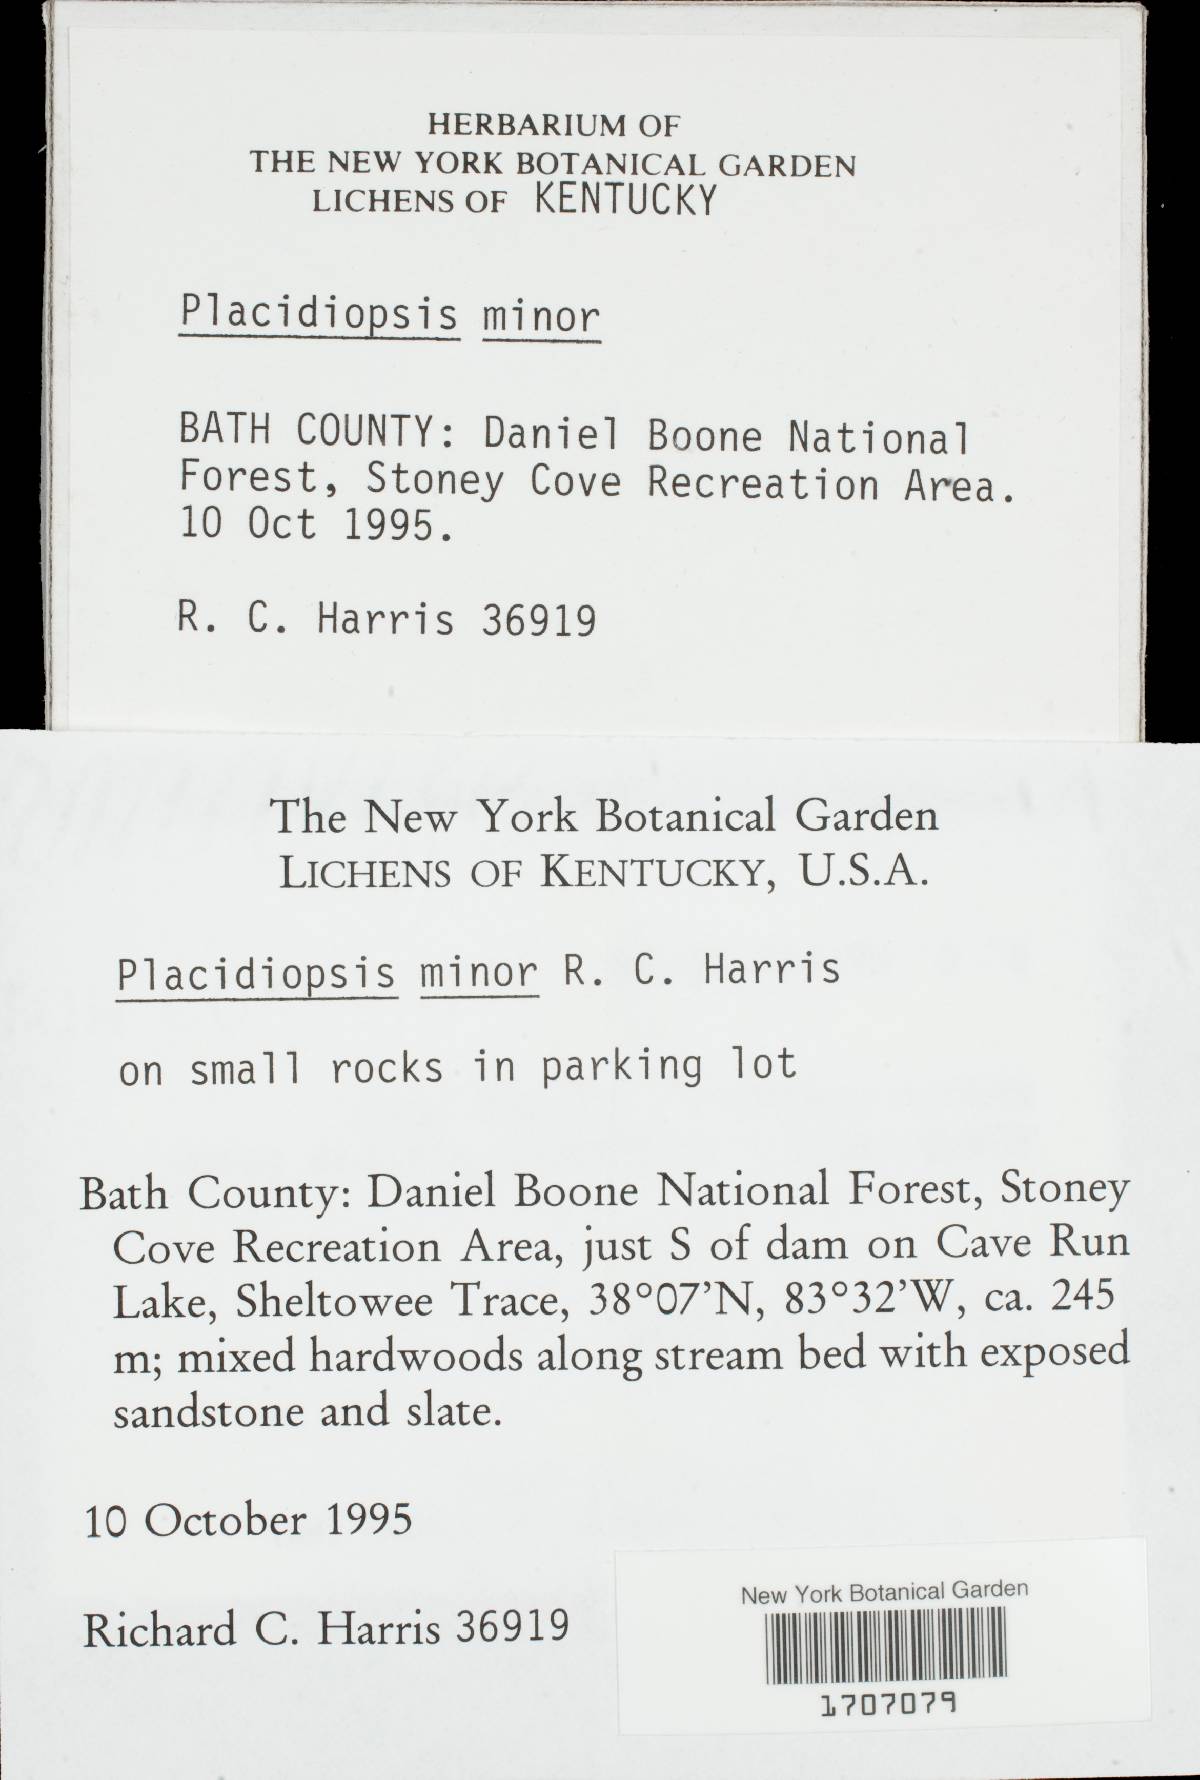 HERBARIUM OF
THE NEW YORK BOTANICAL GARDEN
LICHENS OF KENTUCKY
Placidiopsis minor
BATH COUNTY: Daniel Boone National
Forest, Stoney Cove Recreation Area.
10 Oct 1995.
R. C. Harris 36919
The New York Botanical Garden
LICHENS OF KENTUCKY, U.S.A.
Placidiopsis minor R. C. Harris
on small rocks in parking lot
Bath County: Daniel Boone National Forest, Stoney
Cove Recreation Area, just S of dam on Cave Run
Lake, Sheltowee Trace, 38°07’N, 83°32’W, ca. 245
m; mixed hardwoods along stream bed with exposed
sandstone and slate.
10 October 1995
Richard C. Harris 36919
New York Botanical Garden
1707079